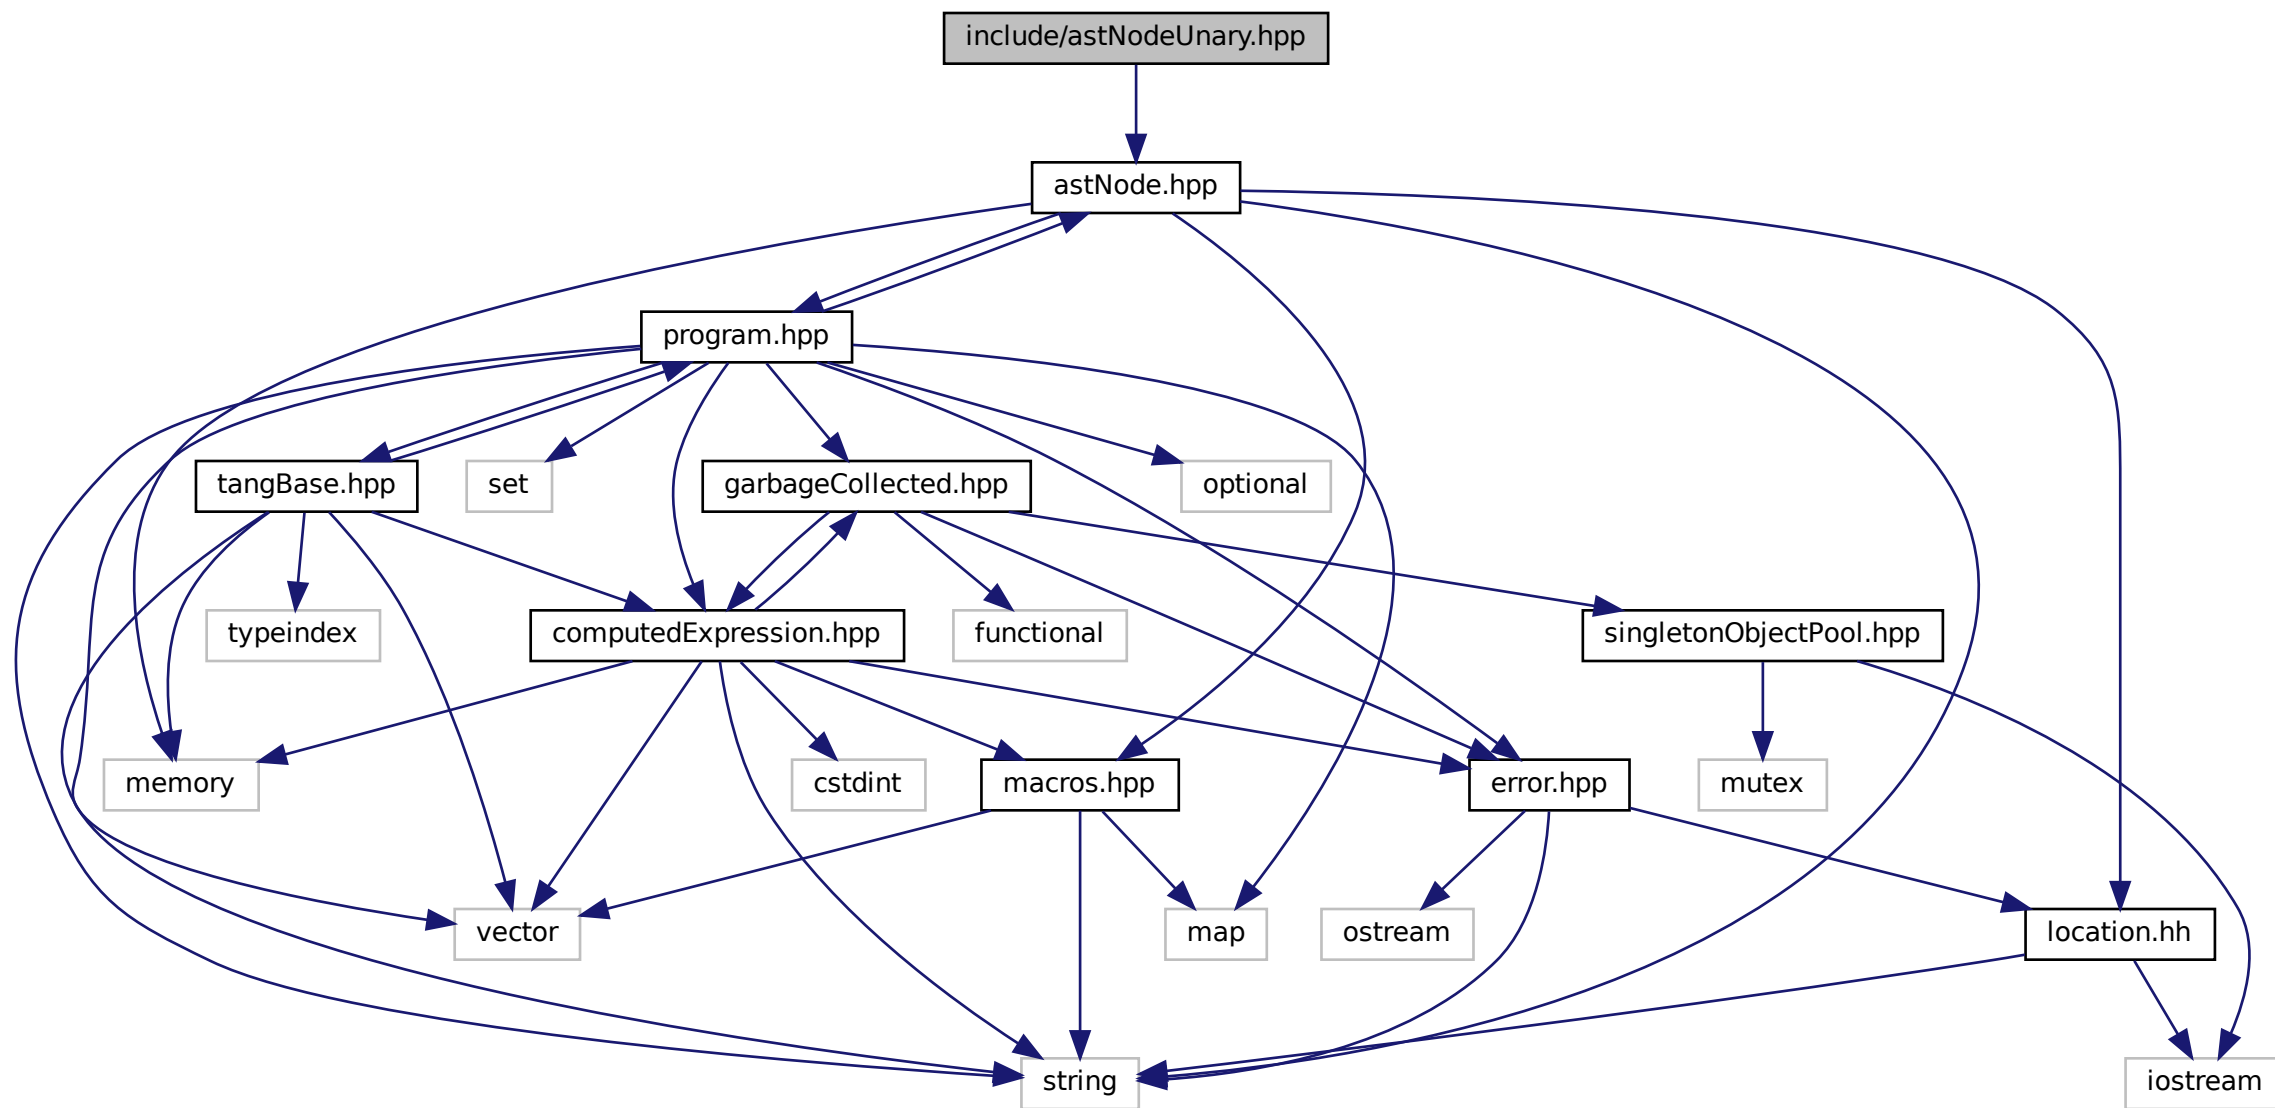 include/astNodeUnary.hpp
astNode.hpp
program.hpp
tangBase.hpp
set
garbageCollected.hpp
optional
typeindex
computedExpression.hpp
functional
singletonObjectPool.hpp
memory
cstdint
macros.hpp
error.hpp
mutex
vector
map
ostream
location.hh
string
iostream